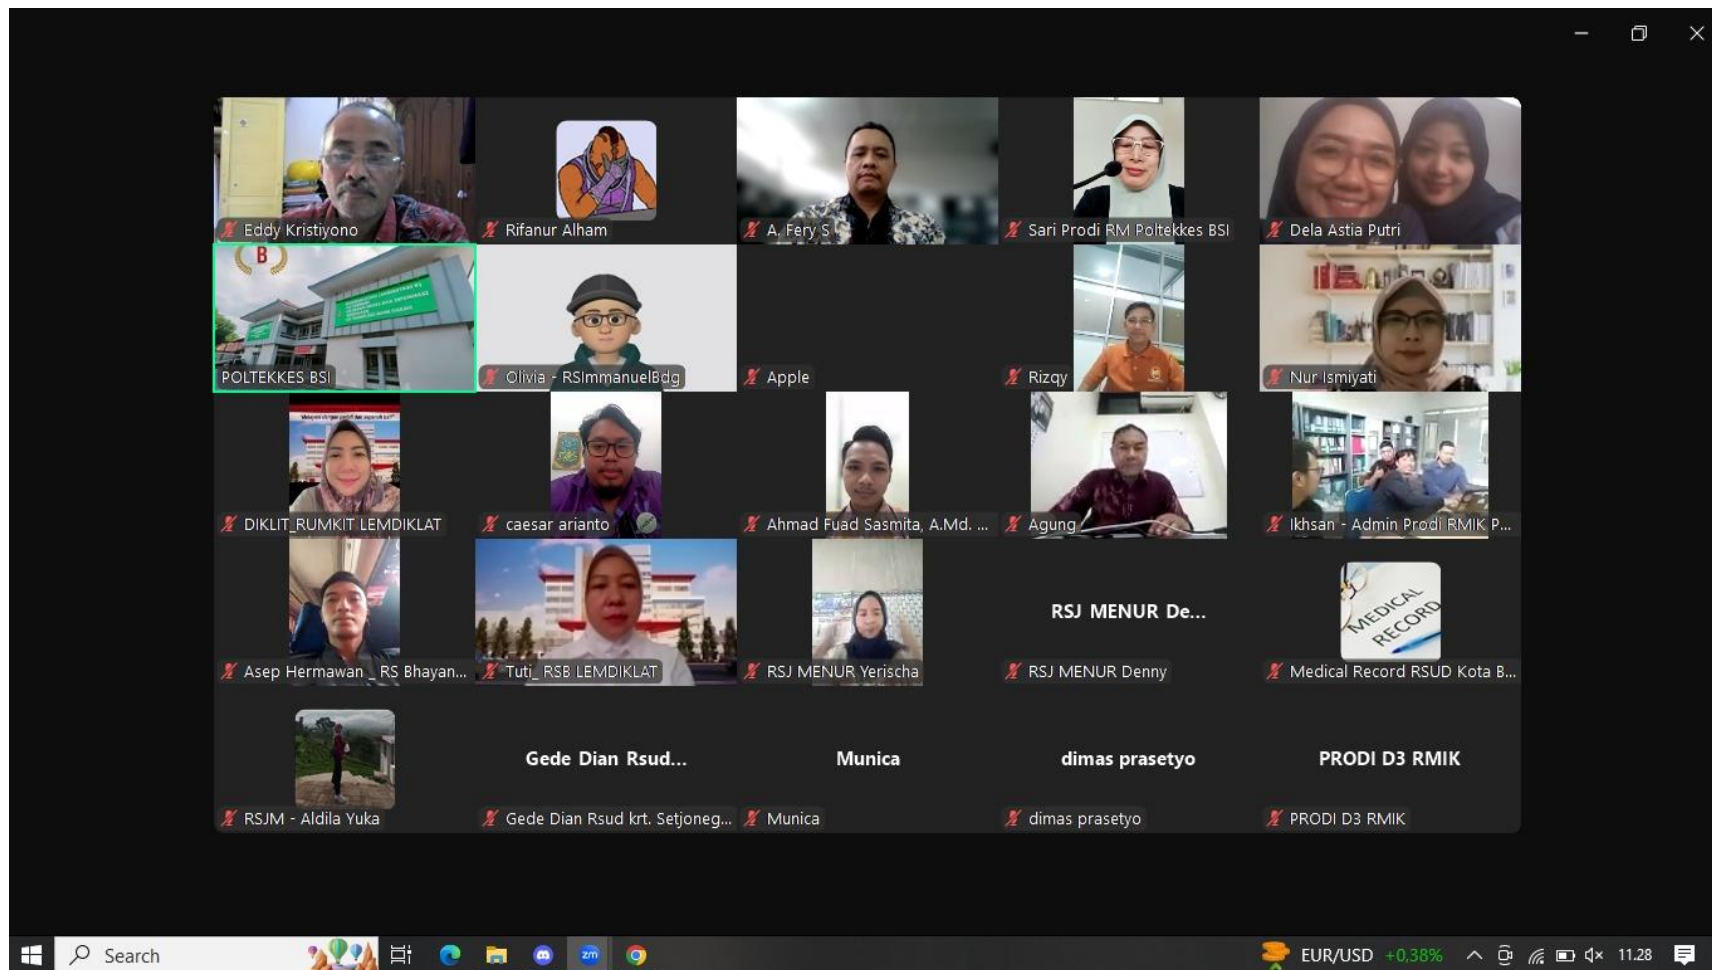 Eddy Kristiyono
Rifanur Alham
A. Fery S
Sari Prodi RM Poltekkes BSI
Dela Astia Putri
B
POLTEKKES BSI
Olivia - RSImmanuelBdg
Apple
Rizqy
Nur Ismiyati
DIKLIT_RUMKIT LEMDIKLAT
caesar arianto
Ahmad Fuad Sasmita, A.Md. ...
Agung
Ikhsan - Admin Prodi RMIK P...
Asep Hermawan _ RS Bhayan...
Tuti_ RSB LEMDIKLAT
RSJ MENUR Yerischa
RSJ MENUR De...
RSJ MENUR Denny
MEDICAL
RECORD
Medical Record RSUD Kota B...
RSJM - Aldila Yuka
Gede Dian Rsud...
Gede Dian Rsud krt. Setjoneg...
Munica
Munica
dimas prasetyo
dimas prasetyo
PRODI D3 RMIK
PRODI D3 RMIK
Search
zm
EUR/USD +0,38%
11.28